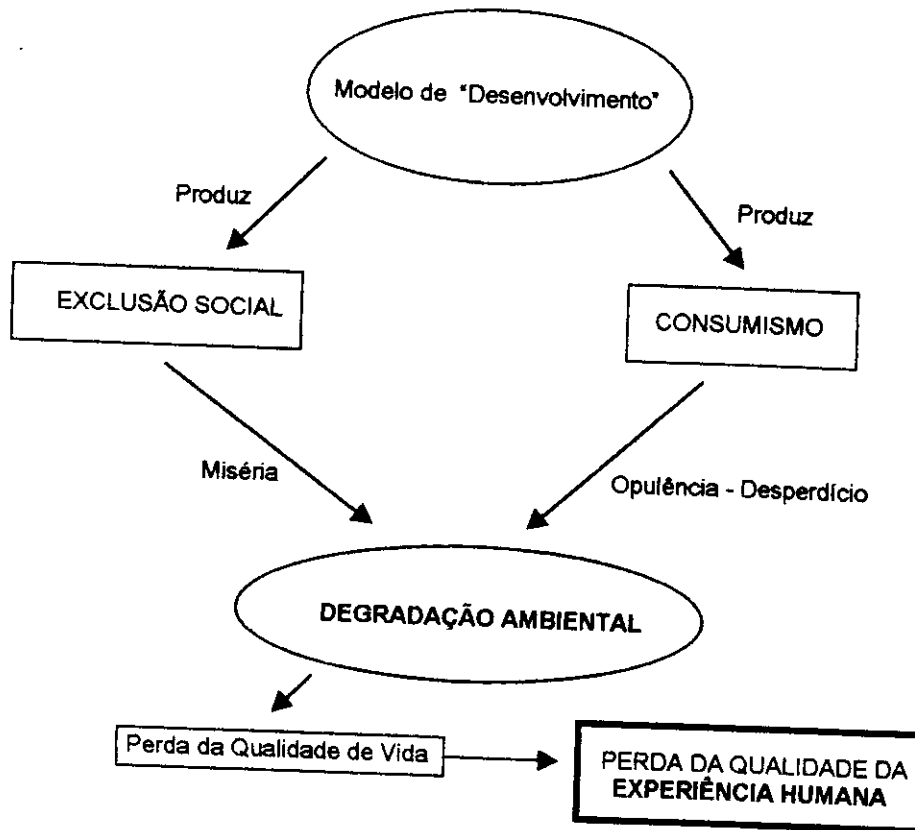 Modelo de "Desenvolvimento"
Produz
Produz
EXCLUSÃO SOCIAL
CONSUMISMO
Miséria
Opulência - Desperdício
DEGRADAÇÃO AMBIENTAL
Perda da Qualidade de Vida
PERDA DA QUALIDADE DA
EXPERIÊNCIA HUMANA